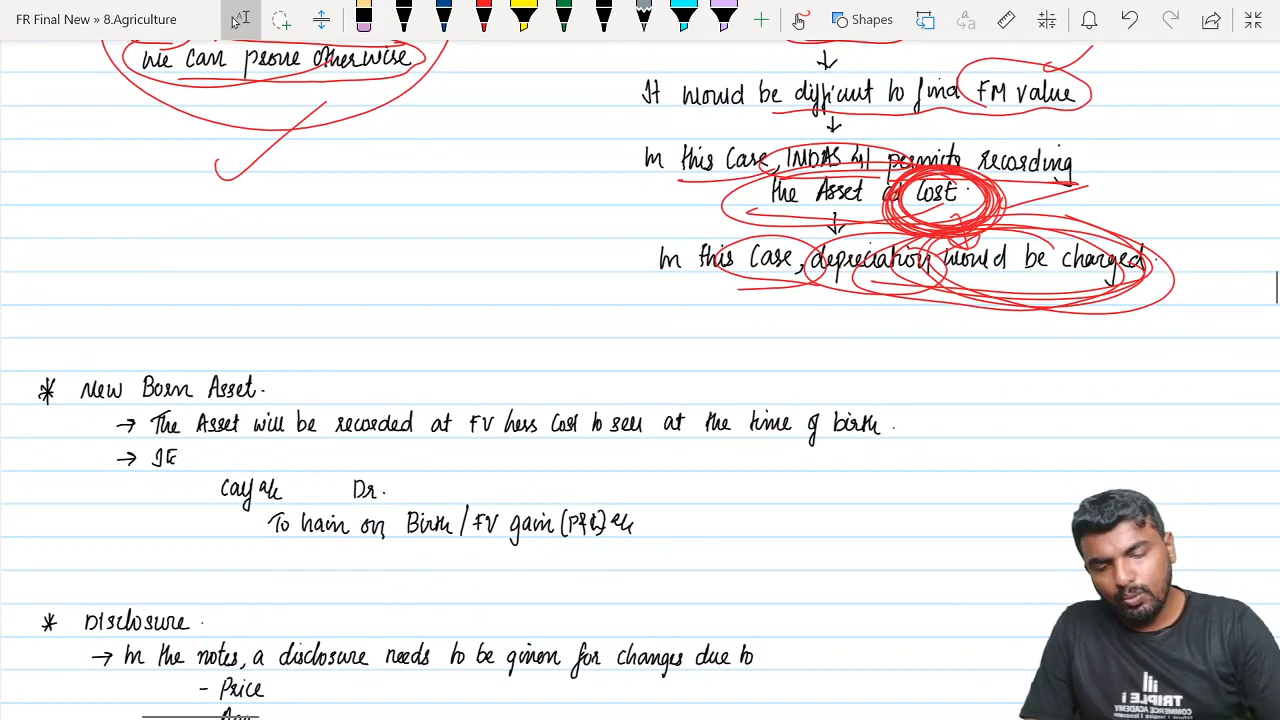 FR Final New » 8.Agriculture
Shapes
we can prove otherwise
It would be difficult to find FM value
In this Case, INDAS 41 permits recording
the Asset at Cost.
In this Case, depreciation would be charged.
* New Born Asset.
→ The Asset will be recorded at FV Less Cost to sell at the time of birth.
→ JE
Calf a/c Dr.
To Gain on Birth / FV gain (P&L) a/c
* Disclosure.
→ In the notes, a disclosure needs to be given for changes due to
- Price
TRIPLE I
COMMERCE ACADEMY